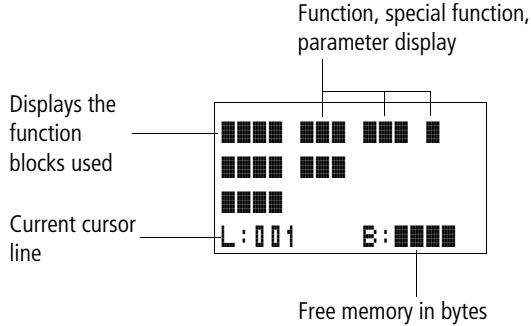 Function, special function,
parameter display
Displays the
function
blocks used
Current cursor
line
L:001 B:
Free memory in bytes